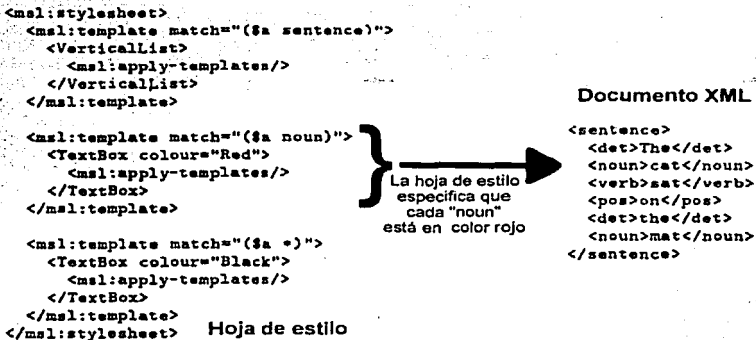 <msl:stylesheet>
<msl:template match="($a sentence)">
<VerticalList>
<msl:apply-templates/>
</VerticalList>
</msl:template>
<msl:template match="($a noun)">
<TextBox colour="Red">
<msl:apply-templates/>
</TextBox>
</msl:template>
<msl:template match="($a *)">
<TextBox colour="Black">
<msl:apply-templates/>
</TextBox>
</msl:template>
</msl:stylesheet>
Hoja de estilo
La hoja de estilo
especifica que
cada "noun"
está en color rojo
Documento XML
<sentence>
<det>The</det>
<noun>cat</noun>
<verb>sat</verb>
<pos>on</pos>
<det>the</det>
<noun>mat</noun>
</sentence>